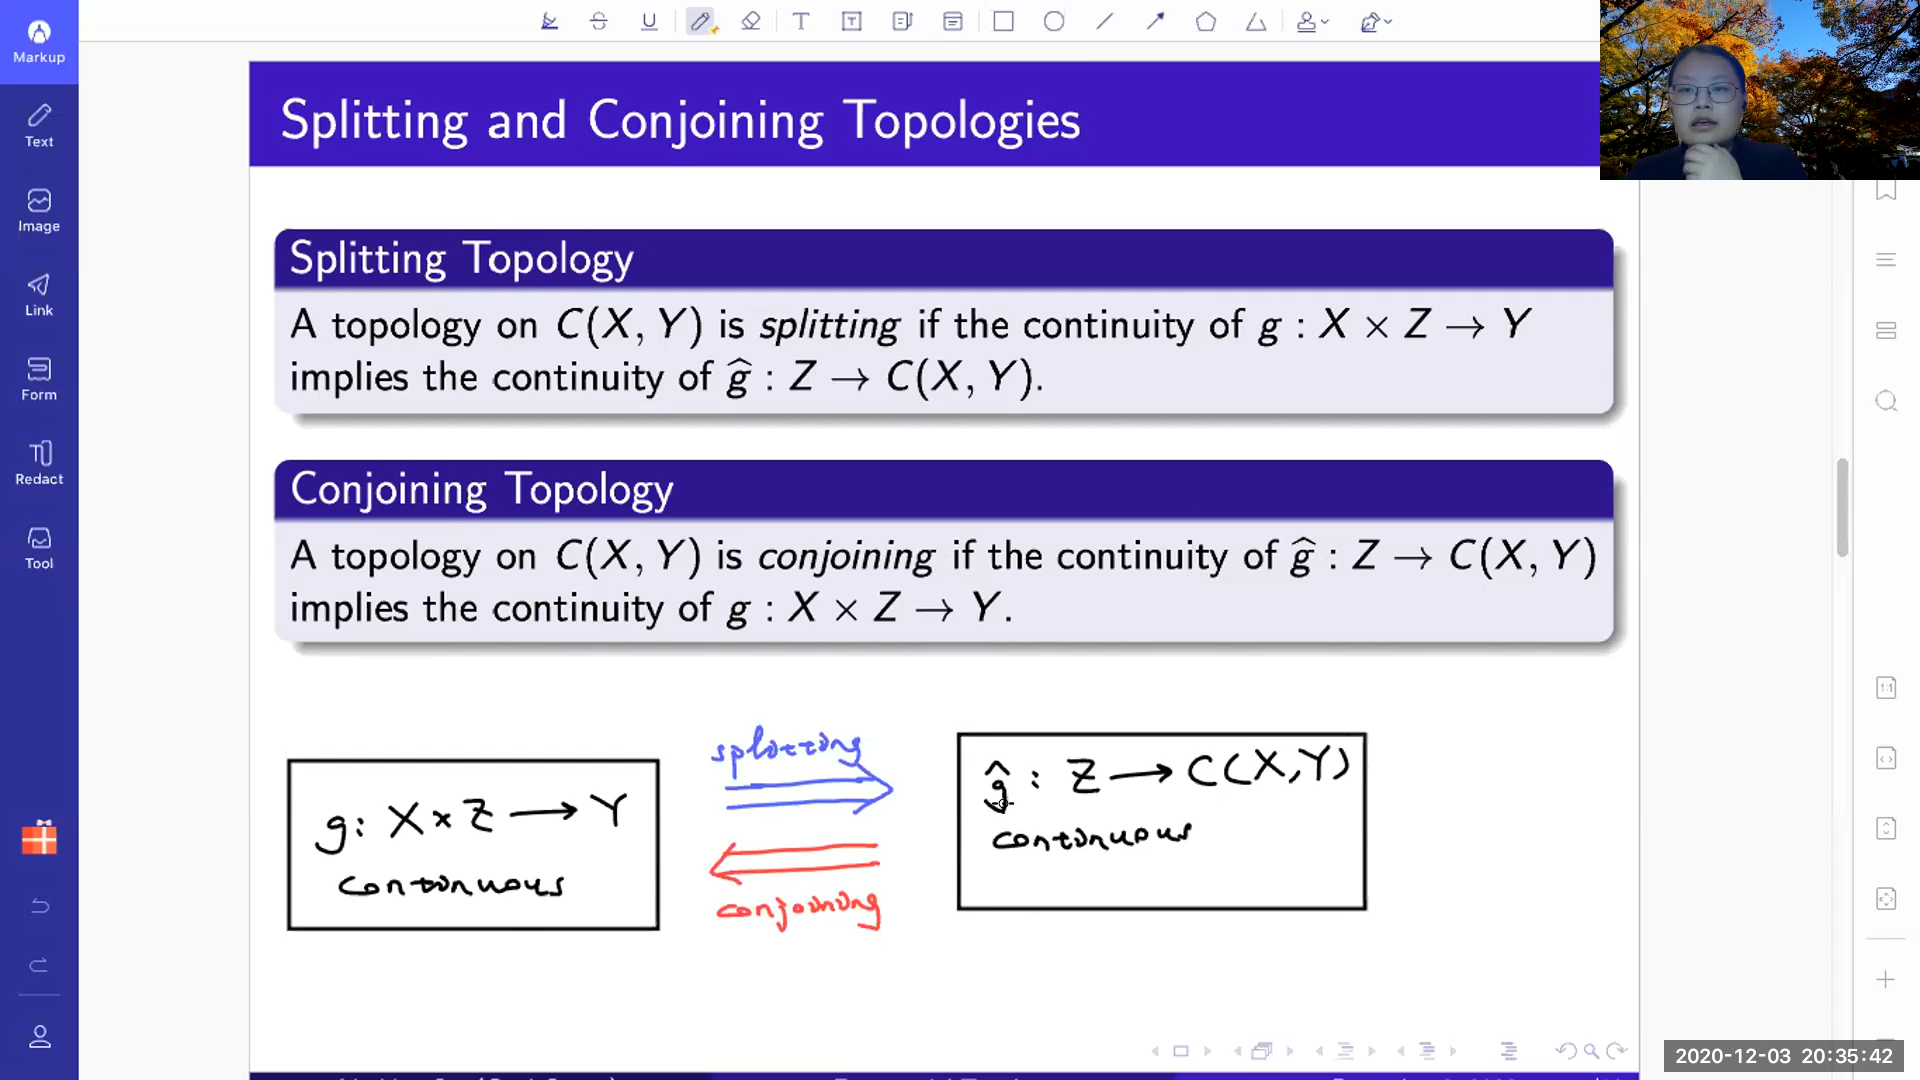 Markup
Text
Image
Link
Form
Redact
Tool
Splitting and Conjoining Topologies
Splitting Topology
A topology on C(X, Y) is splitting if the continuity of g : X × Z → Y
implies the continuity of ĝ : Z → C(X, Y).
Conjoining Topology
A topology on C(X, Y) is conjoining if the continuity of ĝ : Z → C(X, Y)
implies the continuity of g : X × Z → Y.
splitting
g: X × Z → Y
continuous
conjoining
ĝ : Z → C(X,Y)
continuous
1:1
2020-12-03 20:35:42